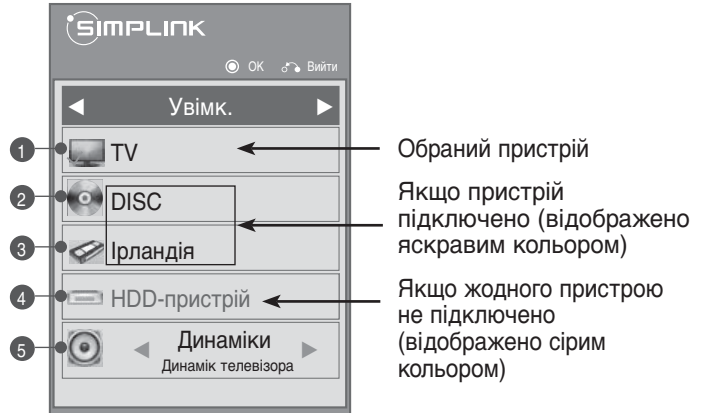 SIMPLINK
OK Вийти
Увімк.
1 TV
Обраний пристрій
2 DISC
3 Ірландія
Якщо пристрій
підключено (відображено
яскравим кольором)
4 HDD-пристрій
Якщо жодного пристрою
не підключено
(відображено сірим
кольором)
5 Динаміки
Динамік телевізора